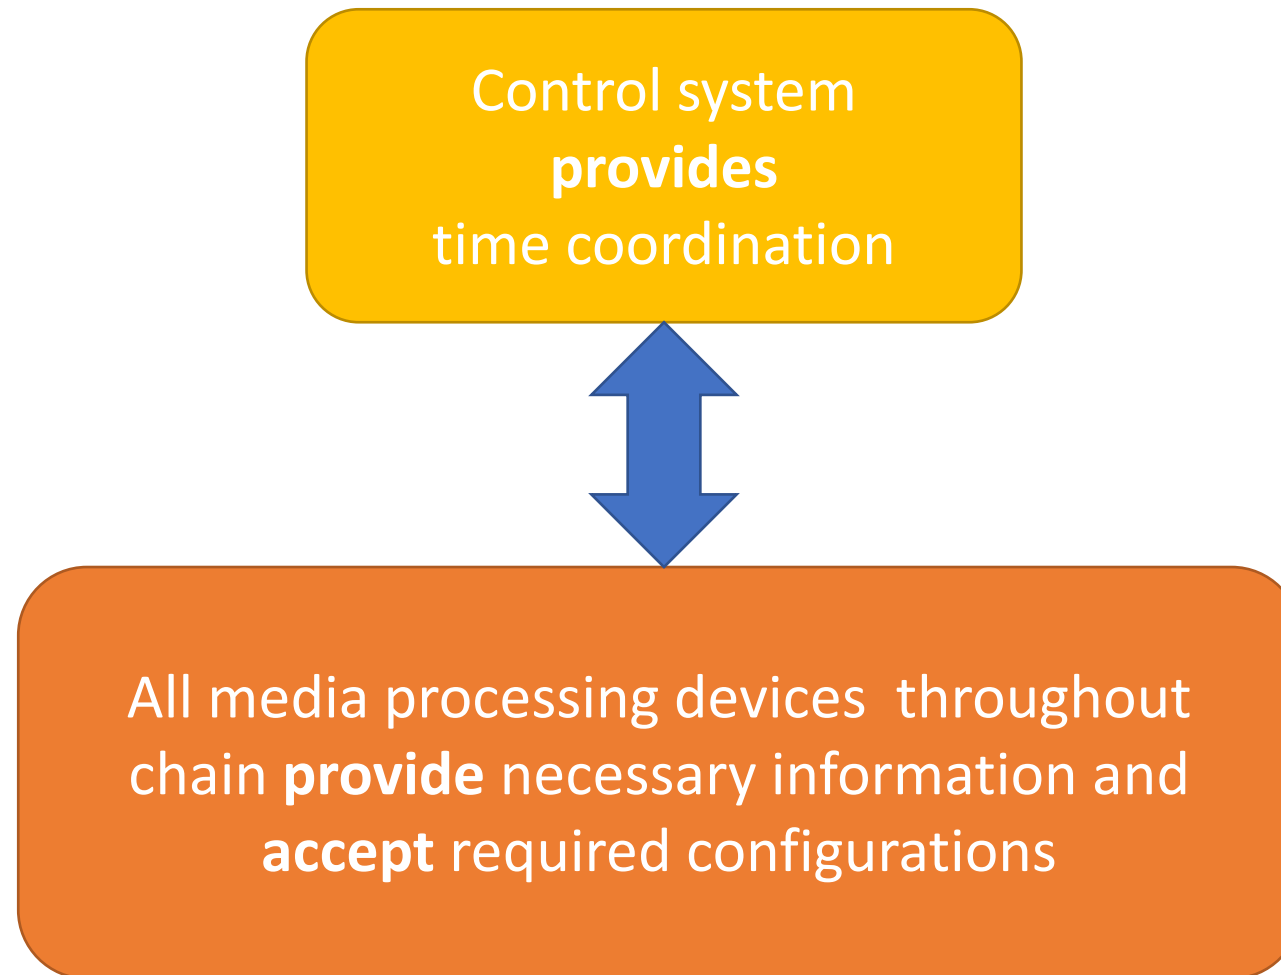 Control system
provides
time coordination
All media processing devices  throughout
chain provide necessary information and
accept required configurations